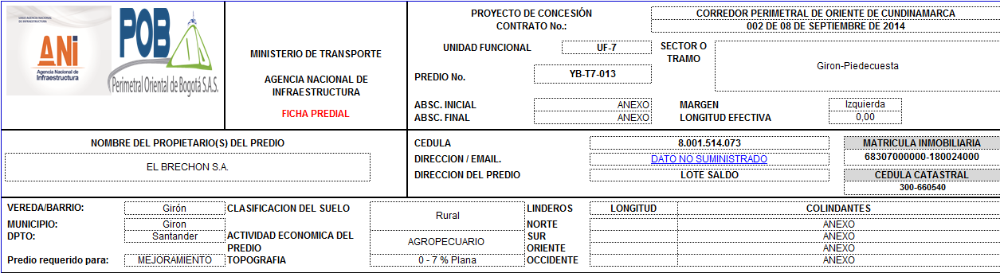 LOGO AGENCIA NACIONAL
DE INFRAESTRUCTURA
ANi
Agencia Nacional de
Infraestructura
POB
Perimetral Oriental de Bogotá S.A.S.
MINISTERIO DE TRANSPORTE
AGENCIA NACIONAL DE
INFRAESTRUCTURA
FICHA PREDIAL
PROYECTO DE CONCESIÓN CORREDOR PERIMETRAL DE ORIENTE DE CUNDINAMARCA
CONTRATO No.: 002 DE 08 DE SEPTIEMBRE DE 2014
UNIDAD FUNCIONAL UF-7 SECTOR O
TRAMO Giron-Piedecuesta
PREDIO No. YB-T7-013
ABSC. INICIAL ANEXO MARGEN Izquierda
ABSC. FINAL ANEXO LONGITUD EFECTIVA 0,00
NOMBRE DEL PROPIETARIO(S) DEL PREDIO
EL BRECHON S.A.
CEDULA 8.001.514.073 MATRICULA INMOBILIARIA
DIRECCION / EMAIL. DATO NO SUMINISTRADO 68307000000-180024000
DIRECCION DEL PREDIO LOTE SALDO CEDULA CATASTRAL
300-660540
VEREDA/BARRIO: Girón CLASIFICACION DEL SUELO Rural LINDEROS LONGITUD COLINDANTES
MUNICIPIO: Giron NORTE ANEXO
DPTO: Santander ACTIVIDAD ECONOMICA DEL
PREDIO AGROPECUARIO SUR ANEXO
ORIENTE ANEXO
Predio requerido para: MEJORAMIENTO TOPOGRAFIA 0 - 7 % Plana OCCIDENTE ANEXO